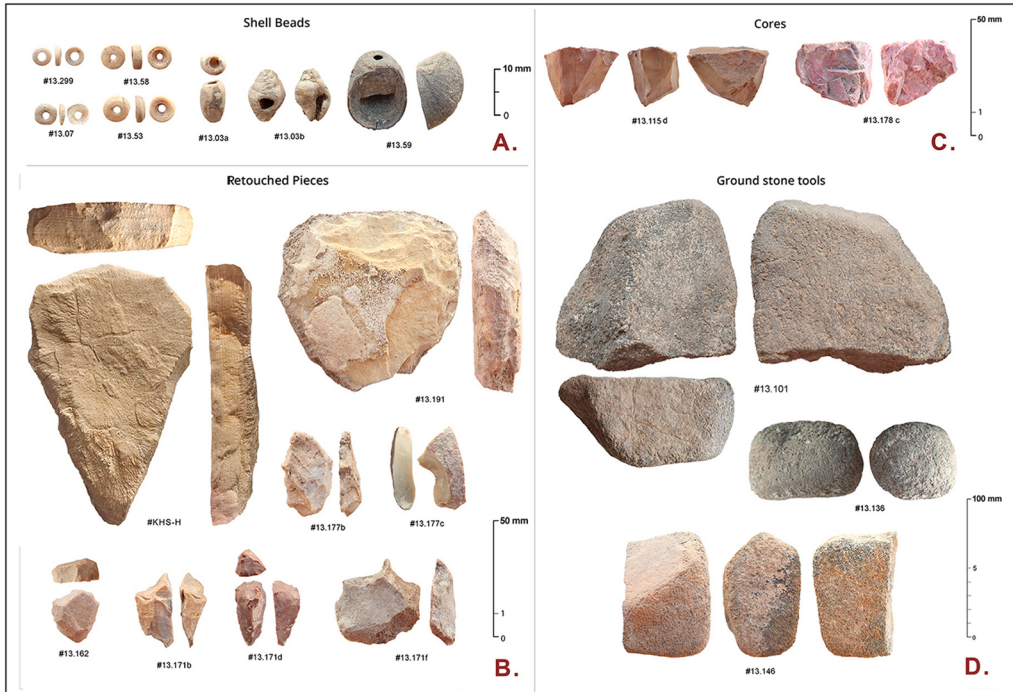 Shell Beads
#13.299
#13.58
#13.07
#13.53
#13.03a
#13.03b
#13.59
10 mm
0
A.
Cores
#13.115 d
#13.178 c
50 mm
1
0
C.
Retouched Pieces
#KHS-H
#13.191
#13.177b
#13.177c
#13.162
#13.171b
#13.171d
#13.171f
50 mm
1
0
B.
Ground stone tools
#13.101
#13.136
#13.146
100 mm
5
0
D.